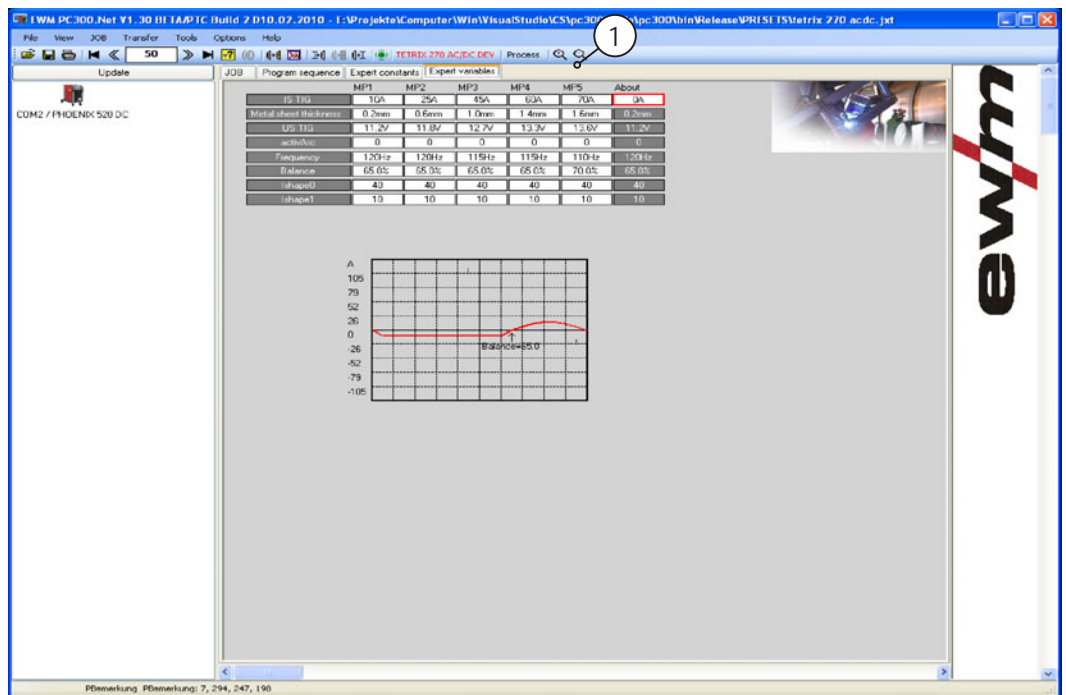 EWM PC300.Net V1.30 BETA/PTC Build 2 D10.02.2010 - I:\Projekte\Computer\Win\VisualStudio\CS\pc300 \pc300\bin\Release\PRESETS\tetrix 270 acdc.jxt
File View JOB Transfer Tools Options Help
50 TETRIX 270 AC/DC DEV Process
1
Update
JOB Program sequence Expert constants Expert variables
COM2 / PHOENIX 520 DC
MP1 MP2 MP3 MP4 MP5 About
IS TIG 10A 25A 45A 60A 70A 0A
Metal sheet thickness 0.2mm 0.6mm 1.0mm 1.4mm 1.6mm 0.2mm
US TIG 11.2V 11.8V 12.7V 13.3V 13.6V 11.2V
activArc 0 0 0 0 0 0
Frequency 120Hz 120Hz 115Hz 115Hz 110Hz 120Hz
Balance 65.0% 65.0% 65.0% 65.0% 70.0% 65.0%
Ishape0 40 40 40 40 40 40
Ishape1 10 10 10 10 10 10
ewm
A
105
79
52
26
0
-26
-52
-79
-105
Balance=65.0
PBemerkung PBemerkung: 7, 294, 247, 198